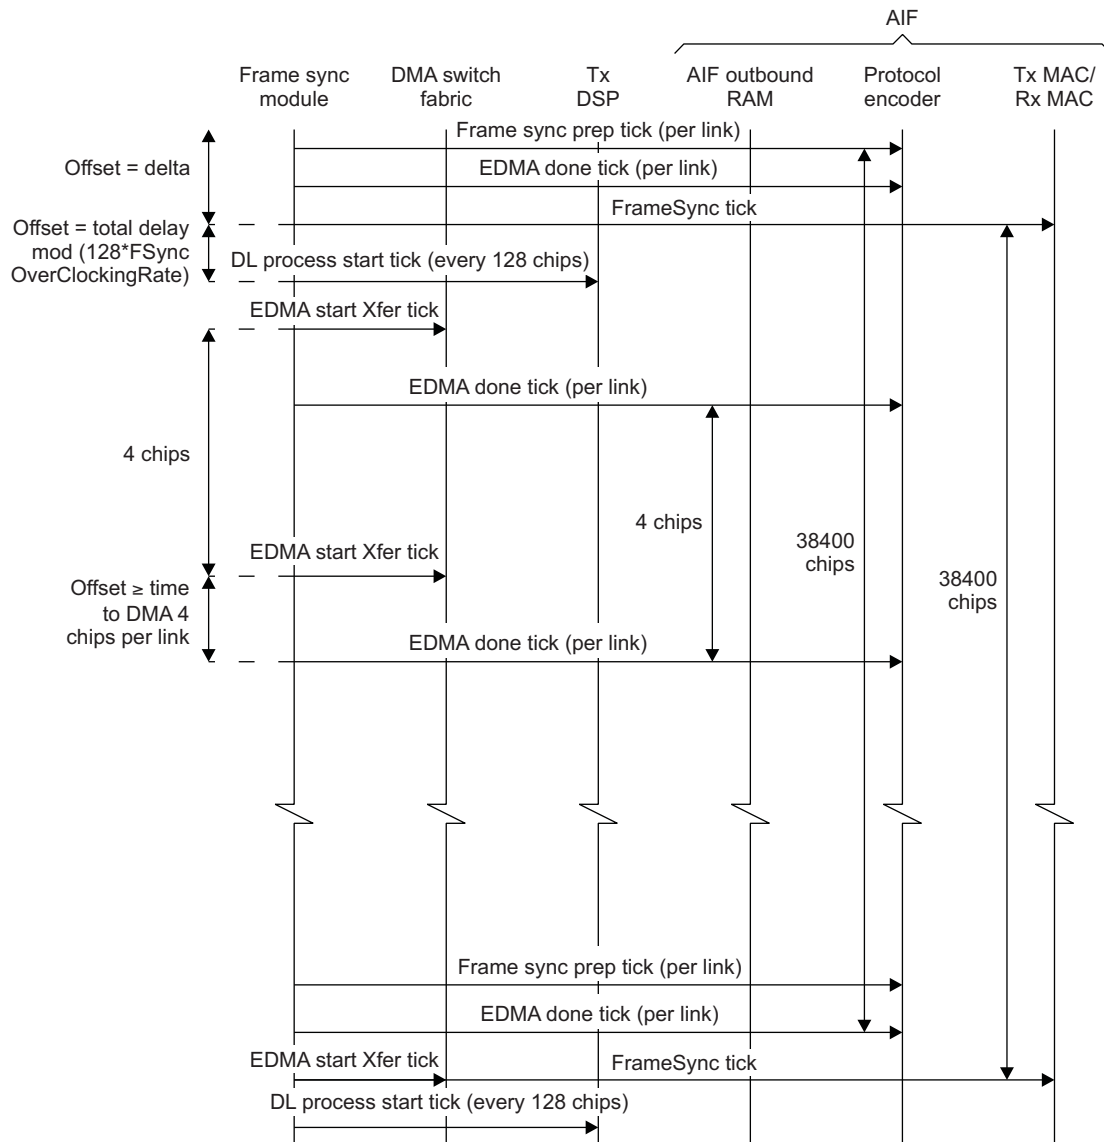 AIF
Frame sync
module
DMA switch
fabric
Tx
DSP
AIF outbound
RAM
Protocol
encoder
Tx MAC/
Rx MAC
Frame sync prep tick (per link)
Offset = delta
EDMA done tick (per link)
FrameSync tick
Offset = total delay
mod (128*FSync
OverClockingRate)
DL process start tick (every 128 chips)
EDMA start Xfer tick
EDMA done tick (per link)
4 chips
4 chips
38400
chips
38400
chips
EDMA start Xfer tick
Offset ≥ time
to DMA 4
chips per link
EDMA done tick (per link)
Frame sync prep tick (per link)
EDMA done tick (per link)
EDMA start Xfer tick
FrameSync tick
DL process start tick (every 128 chips)